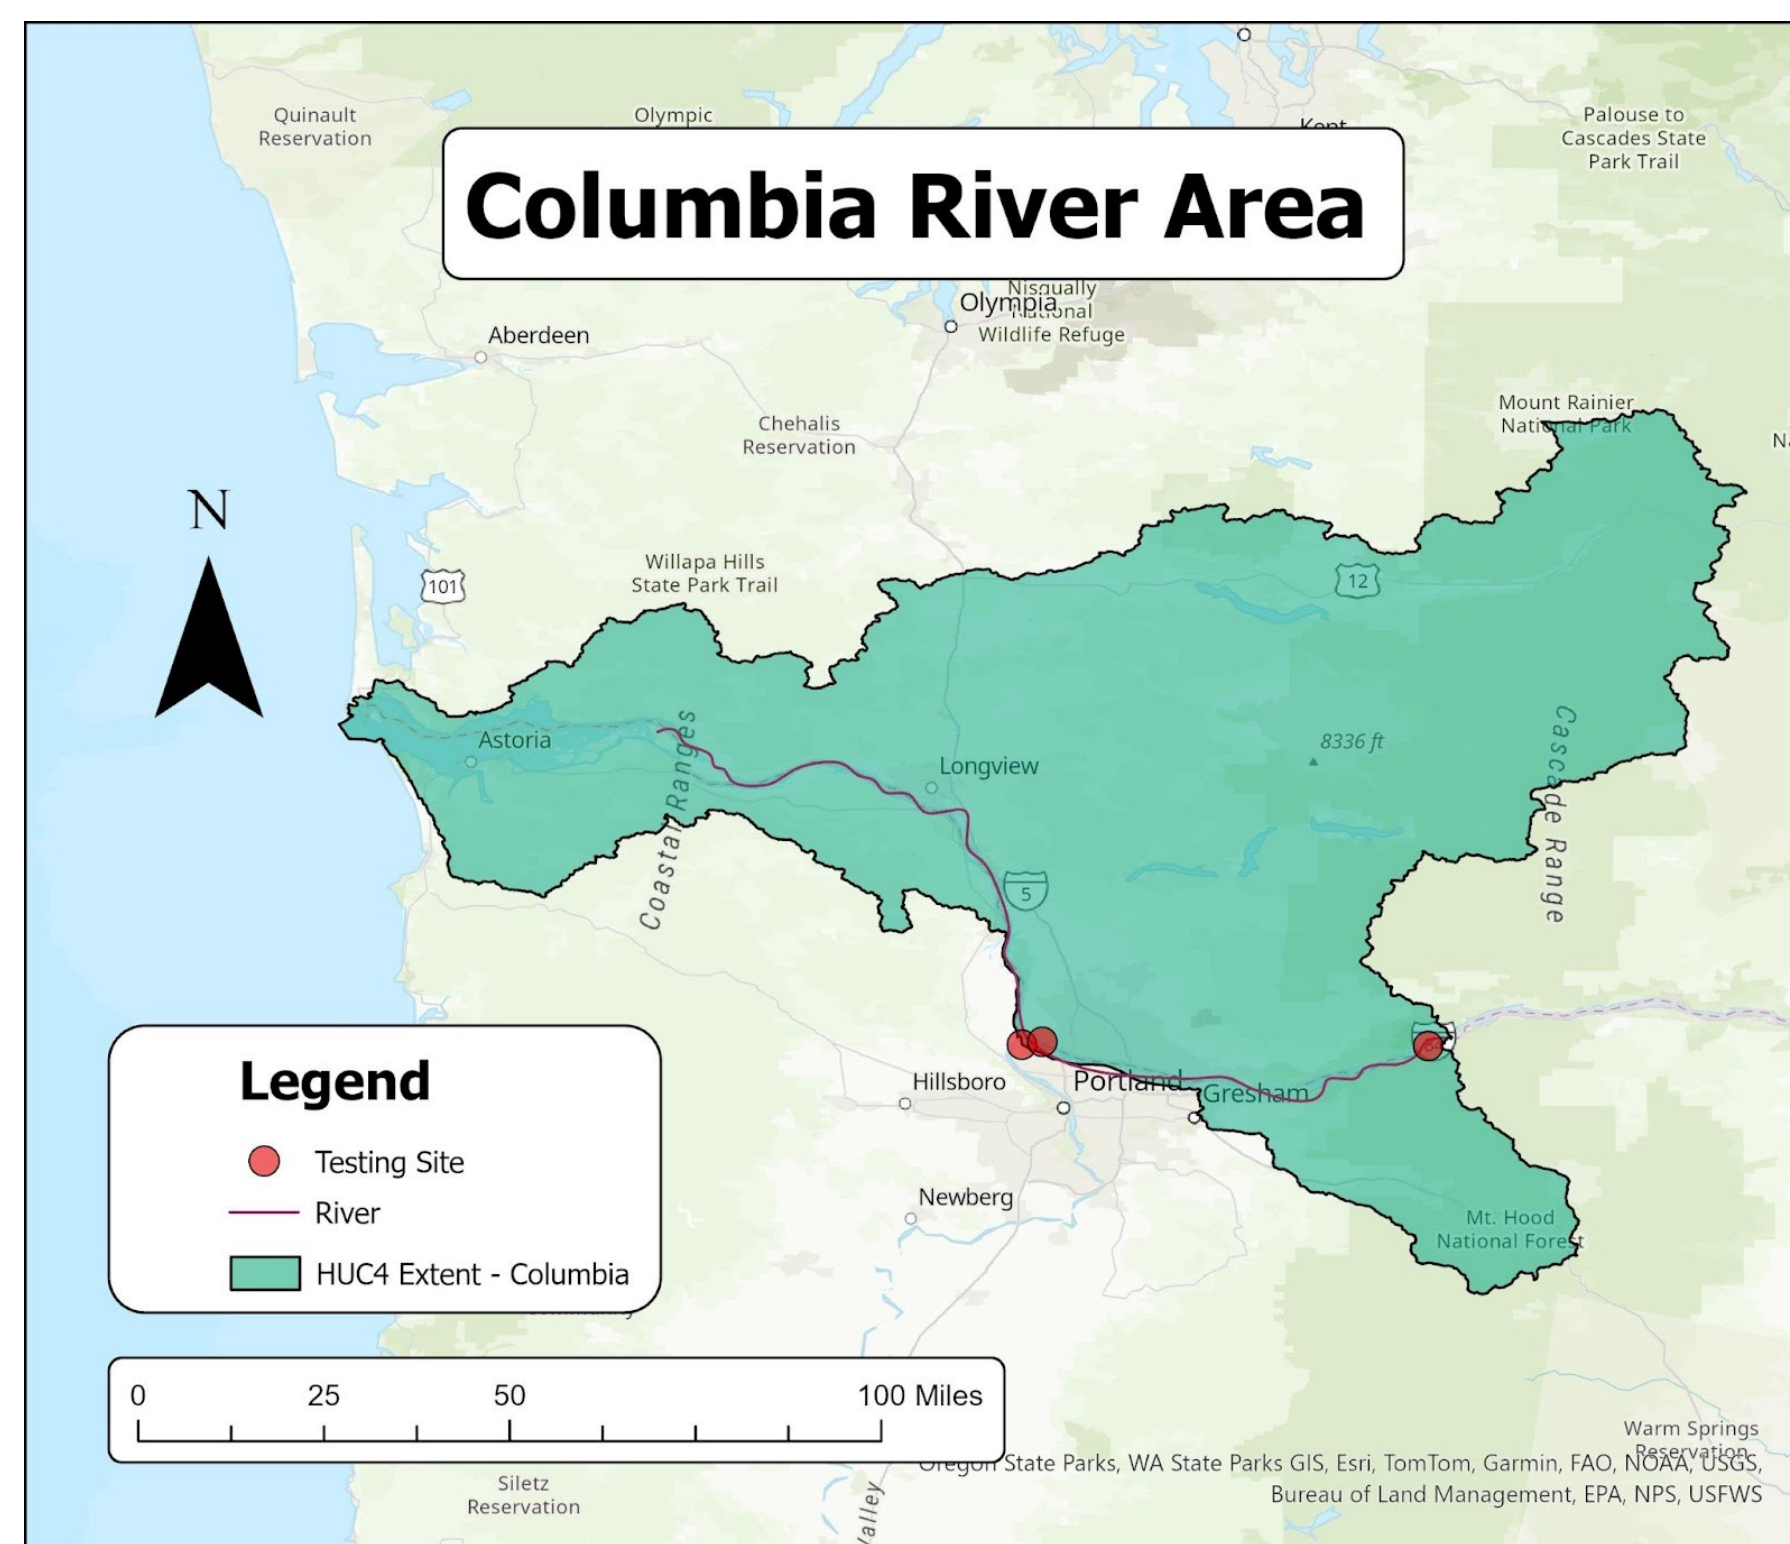 Quinault
Reservation
Olympic
Kent
Palouse to
Cascades State
Park Trail
Columbia River Area
Nisqually
National
Wildlife Refuge
Olympia
Aberdeen
Mount Rainier
National Park
Chehalis
Reservation
N
Willapa Hills
State Park Trail
101
12
Astoria
Coastal Ranges
Longview
8336 ft
Cascade Range
5
84
Hillsboro
Portland
Gresham
Newberg
Mt. Hood
National Forest
Legend
Testing Site
River
HUC4 Extent - Columbia
0 25 50 100 Miles
Siletz
Reservation
Warm Springs
Reservation
Oregon State Parks, WA State Parks GIS, Esri, TomTom, Garmin, FAO, NOAA, USGS,
Bureau of Land Management, EPA, NPS, USFWS